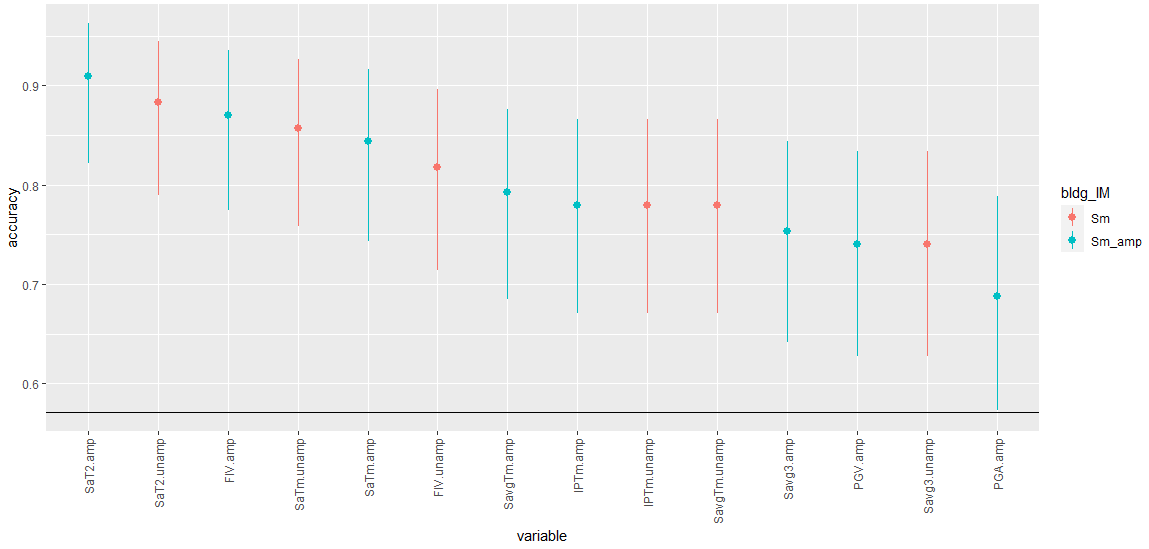 accuracy
0.9
0.8
0.7
0.6
SaT2.amp
SaT2.unamp
FIV.amp
SaTm.unamp
SaTm.amp
FIV.unamp
SavgTm.amp
IPTm.amp
IPTm.unamp
SavgTm.unamp
Savg3.amp
PGV.amp
Savg3.unamp
PGA.amp
variable
bldg_IM
Sm
Sm_amp